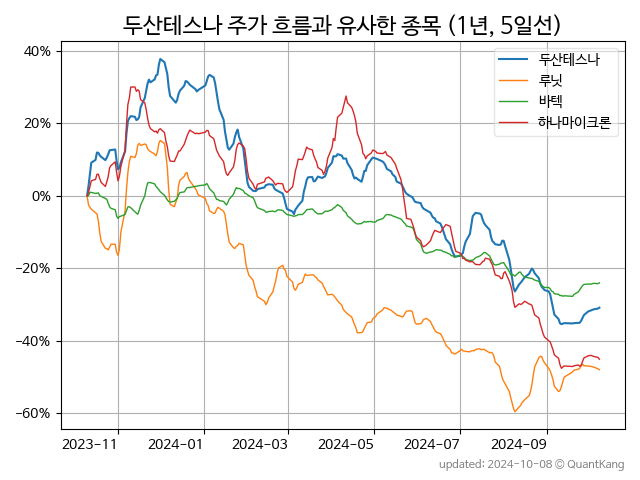 두산테스나 주가 흐름과 유사한 종목 (1년, 5일선)
40%
20%
0%
−20%
−40%
−60%
두산테스나
루닛
바텍
하나마이크론
2023-11
2024-01
2024-03
2024-05
2024-07
2024-09
updated: 2024-10-08 © QuantKang